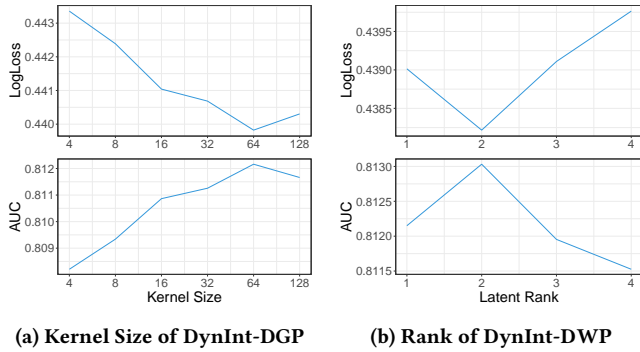 LogLoss
0.443
0.442
0.441
0.440
4 8 16 32 64 128
AUC
0.812
0.811
0.810
0.809
4 8 16 32 64 128
Kernel Size
(a) Kernel Size of DynInt-DGP
LogLoss
0.4395
0.4390
0.4385
1 2 3 4
AUC
0.8130
0.8125
0.8120
0.8115
1 2 3 4
Latent Rank
(b) Rank of DynInt-DWP